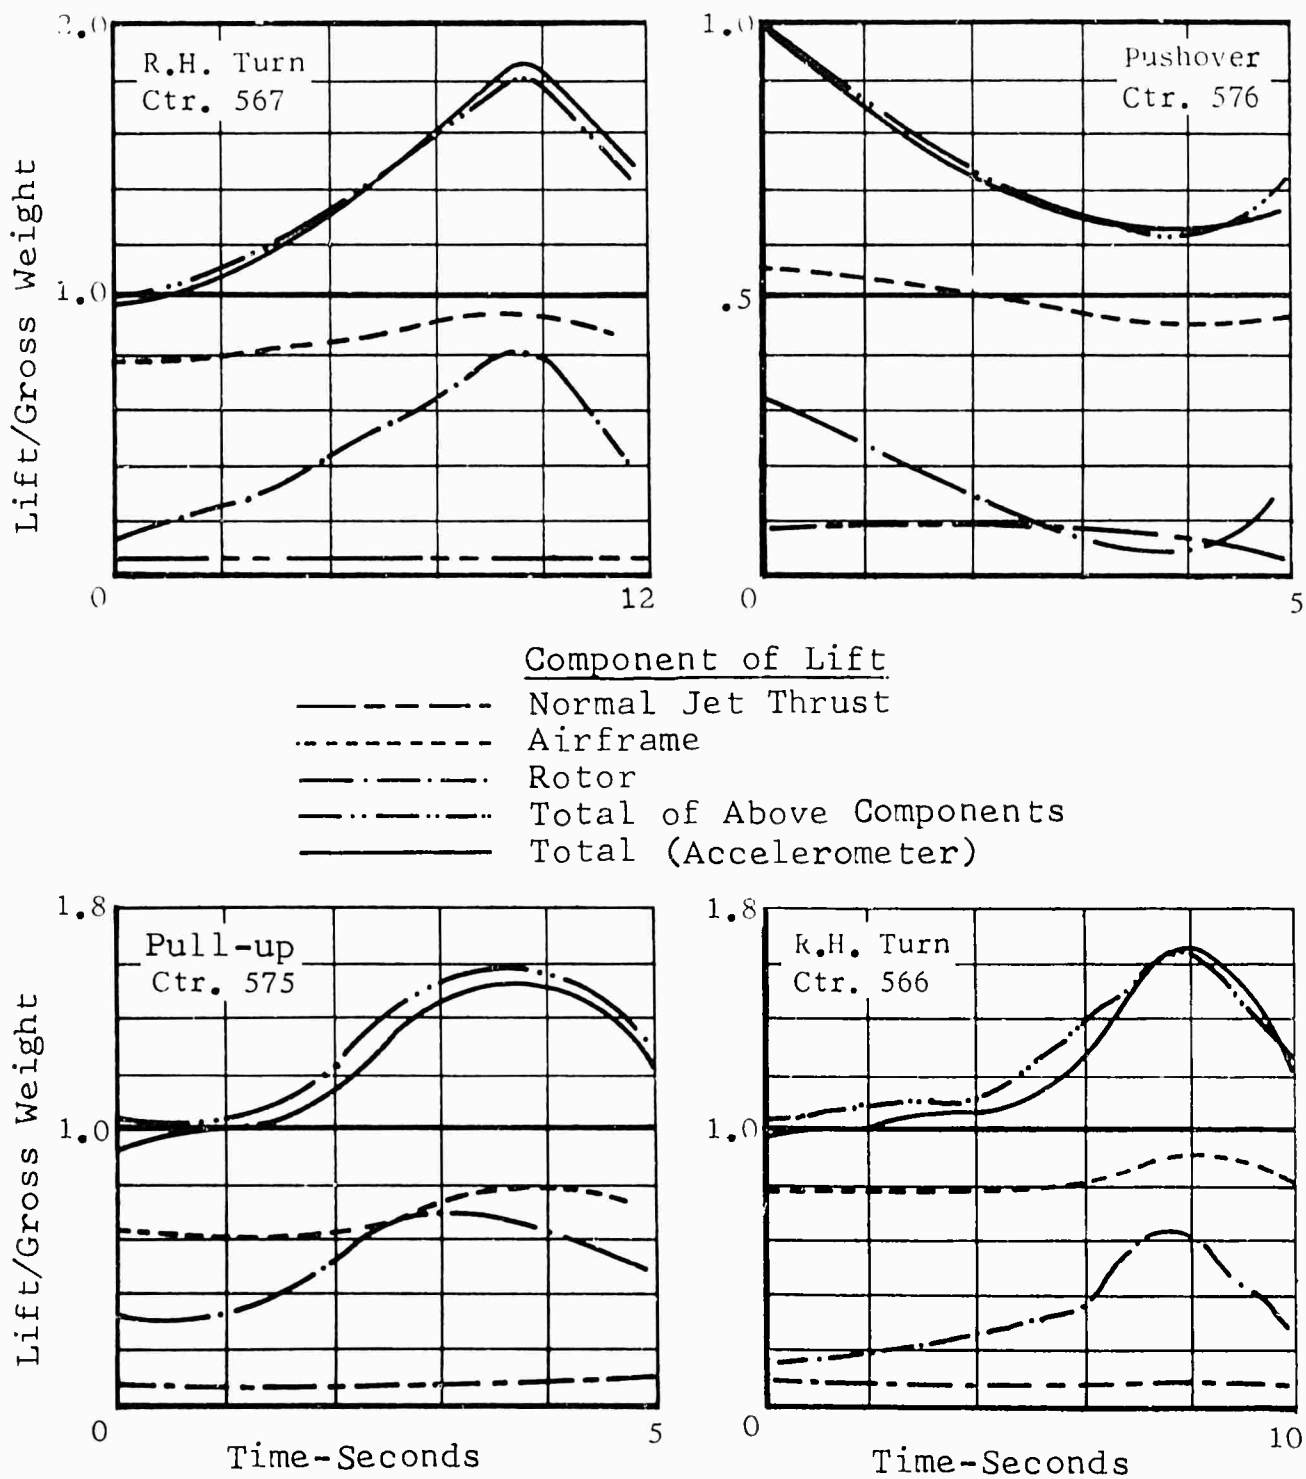 2.0
R.H. Turn
Ctr. 567
1.0
0
12
Lift/Gross Weight
1.0
Pushover
Ctr. 576
.5
0
5
Component of Lift
Normal Jet Thrust
Airframe
Rotor
Total of Above Components
Total (Accelerometer)
1.8
Pull-up
Ctr. 575
1.0
0
5
Lift/Gross Weight
Time-Seconds
1.8
R.H. Turn
Ctr. 566
1.0
0
10
Time-Seconds